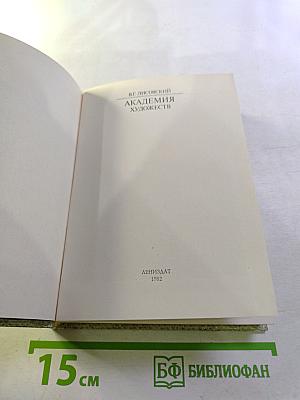 В.Г. ЛИСОВСКИЙ
АКАДЕМИЯ
ХУДОЖЕСТВ
ЛЕНИЗДАТ
1982
15 см
БФ БИБЛИОФАН